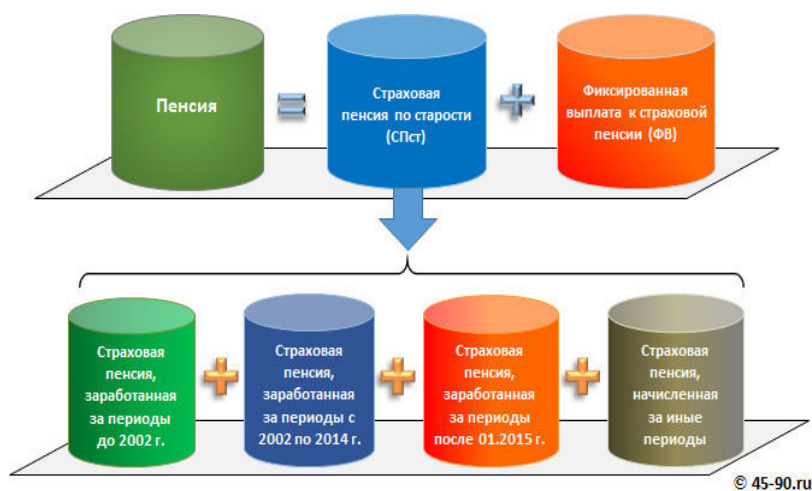 Пенсия
=
Страховая
пенсия по старости
(СПст)
+
Фиксированная
выплата к страховой
пенсии (ФВ)
Страховая
пенсия,
заработанная
за периоды
до 2002 г.
+
Страховая
пенсия,
заработанная
за периоды с
2002 по 2014 г.
+
Страховая
пенсия,
заработанная
за периоды
после 01.2015 г.
+
Страховая
пенсия,
начисленная
за иные
периоды
© 45-90.ru